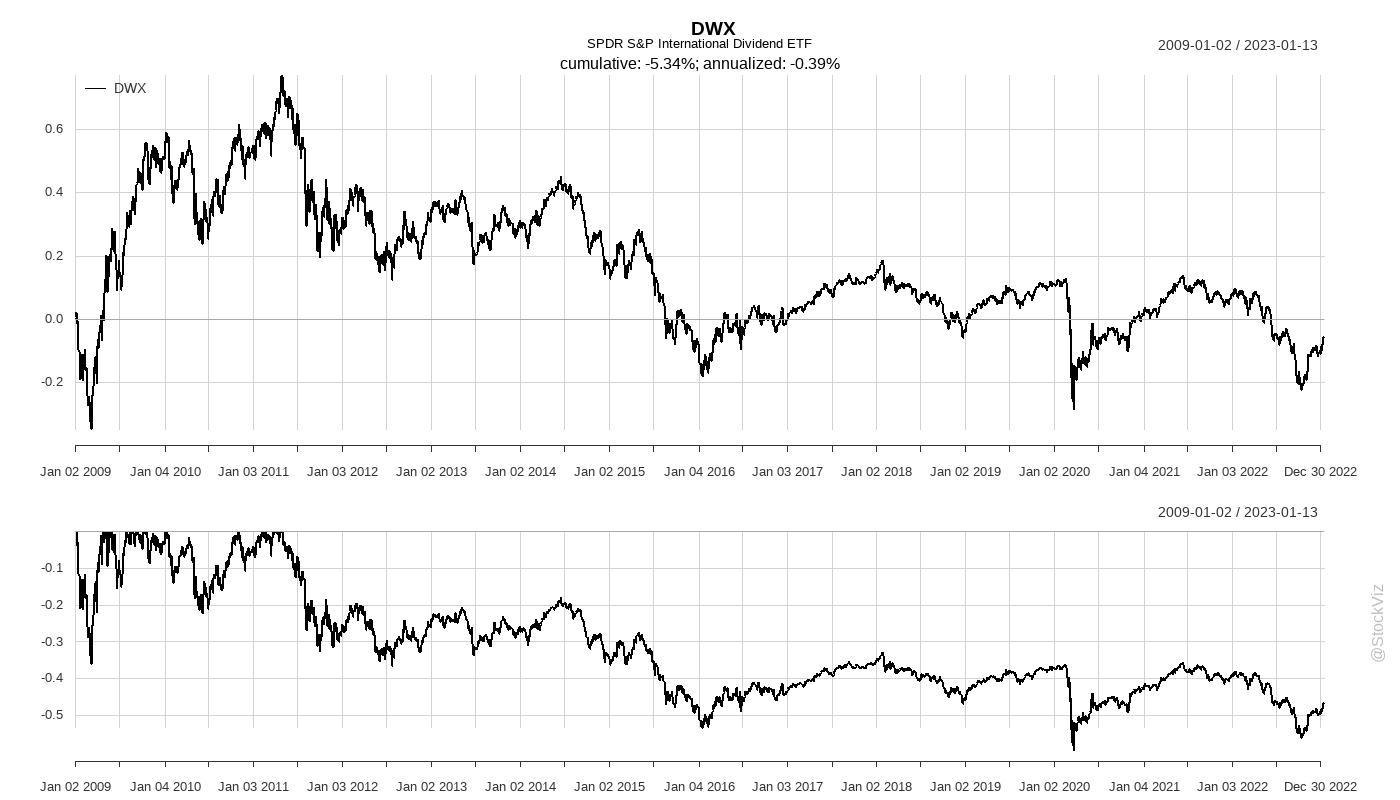 DWX
SPDR S&P International Dividend ETF
2009-01-02 / 2023-01-13
cumulative: -5.34%; annualized: -0.39%
DWX
0.6
0.4
0.2
0.0
-0.2
Jan 02 2009 Jan 04 2010 Jan 03 2011 Jan 03 2012 Jan 02 2013 Jan 02 2014 Jan 02 2015 Jan 04 2016 Jan 03 2017 Jan 02 2018 Jan 02 2019 Jan 02 2020 Jan 04 2021 Jan 03 2022 Dec 30 2022
2009-01-02 / 2023-01-13
-0.1
-0.2
-0.3
-0.4
-0.5
@StockViz
Jan 02 2009 Jan 04 2010 Jan 03 2011 Jan 03 2012 Jan 02 2013 Jan 02 2014 Jan 02 2015 Jan 04 2016 Jan 03 2017 Jan 02 2018 Jan 02 2019 Jan 02 2020 Jan 04 2021 Jan 03 2022 Dec 30 2022